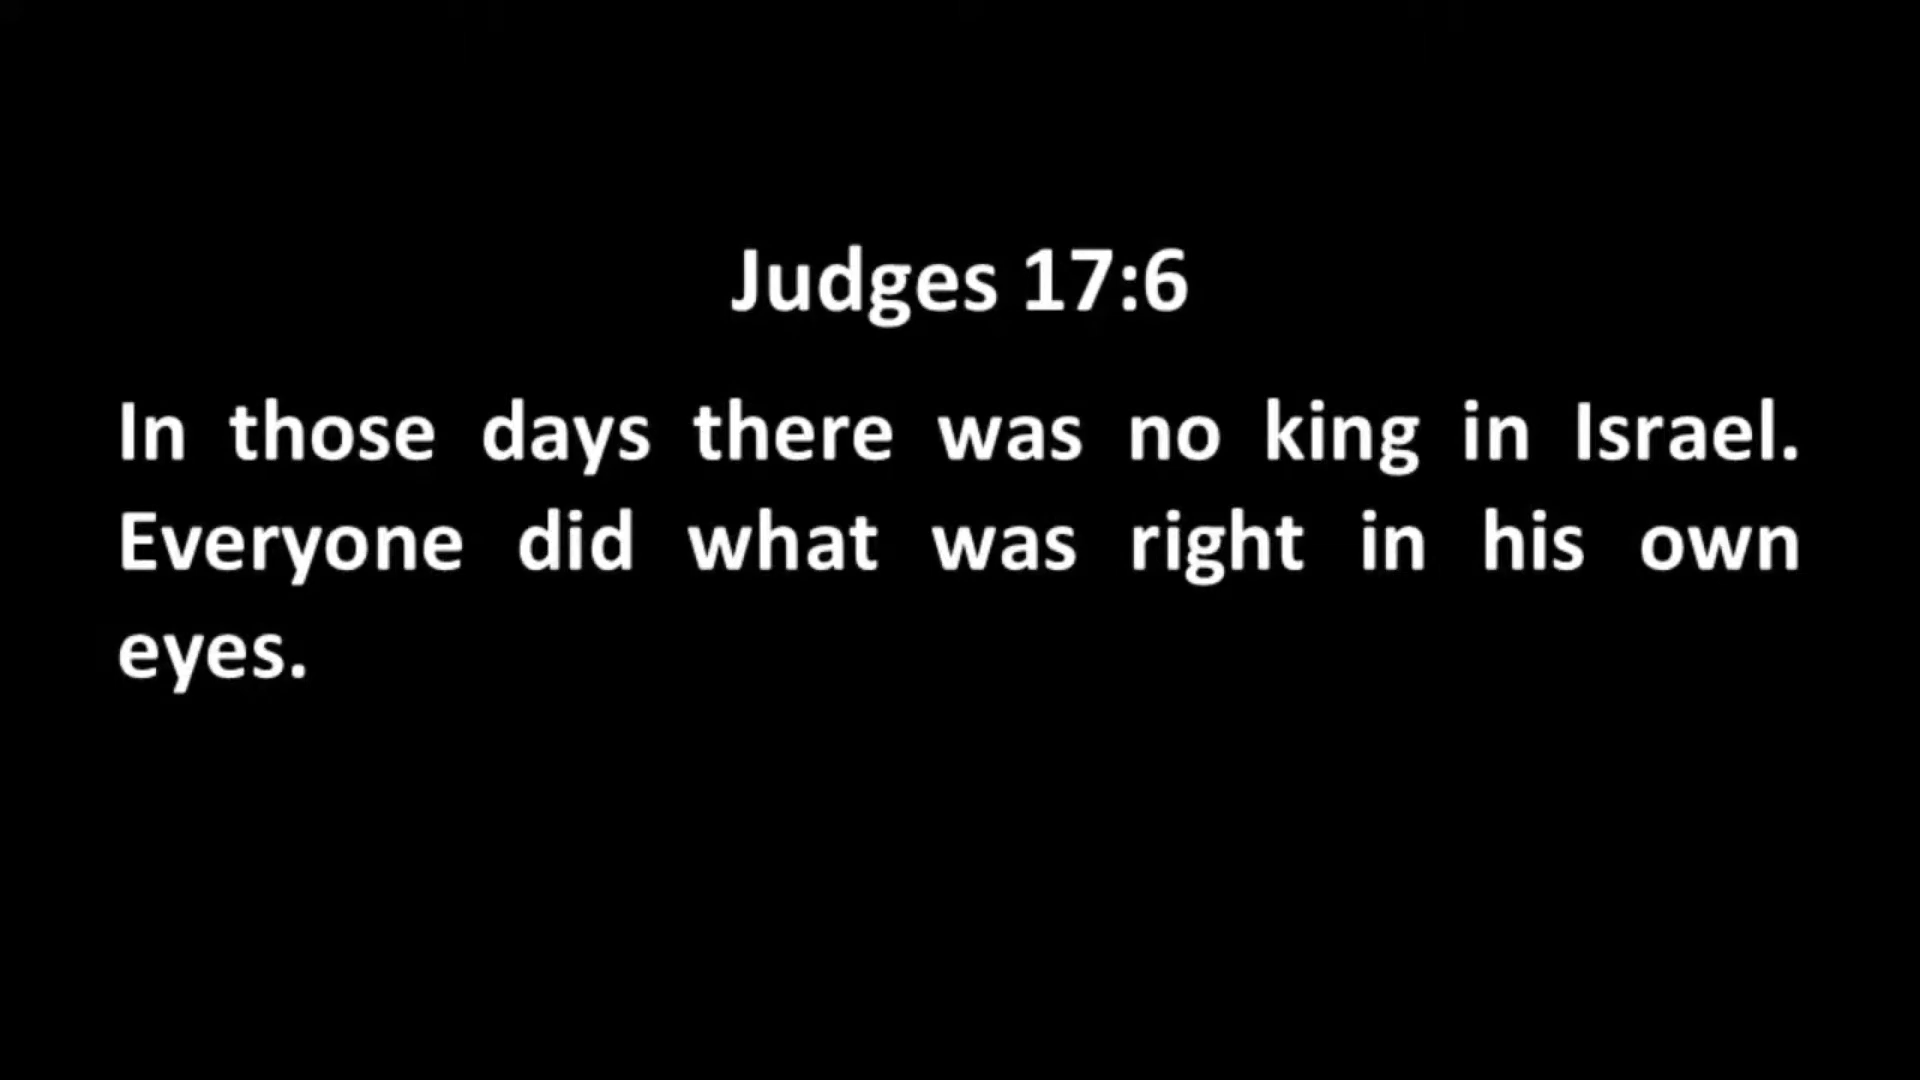 Judges 17:6
In those days there was no king in Israel.
Everyone did what was right in his own
eyes.